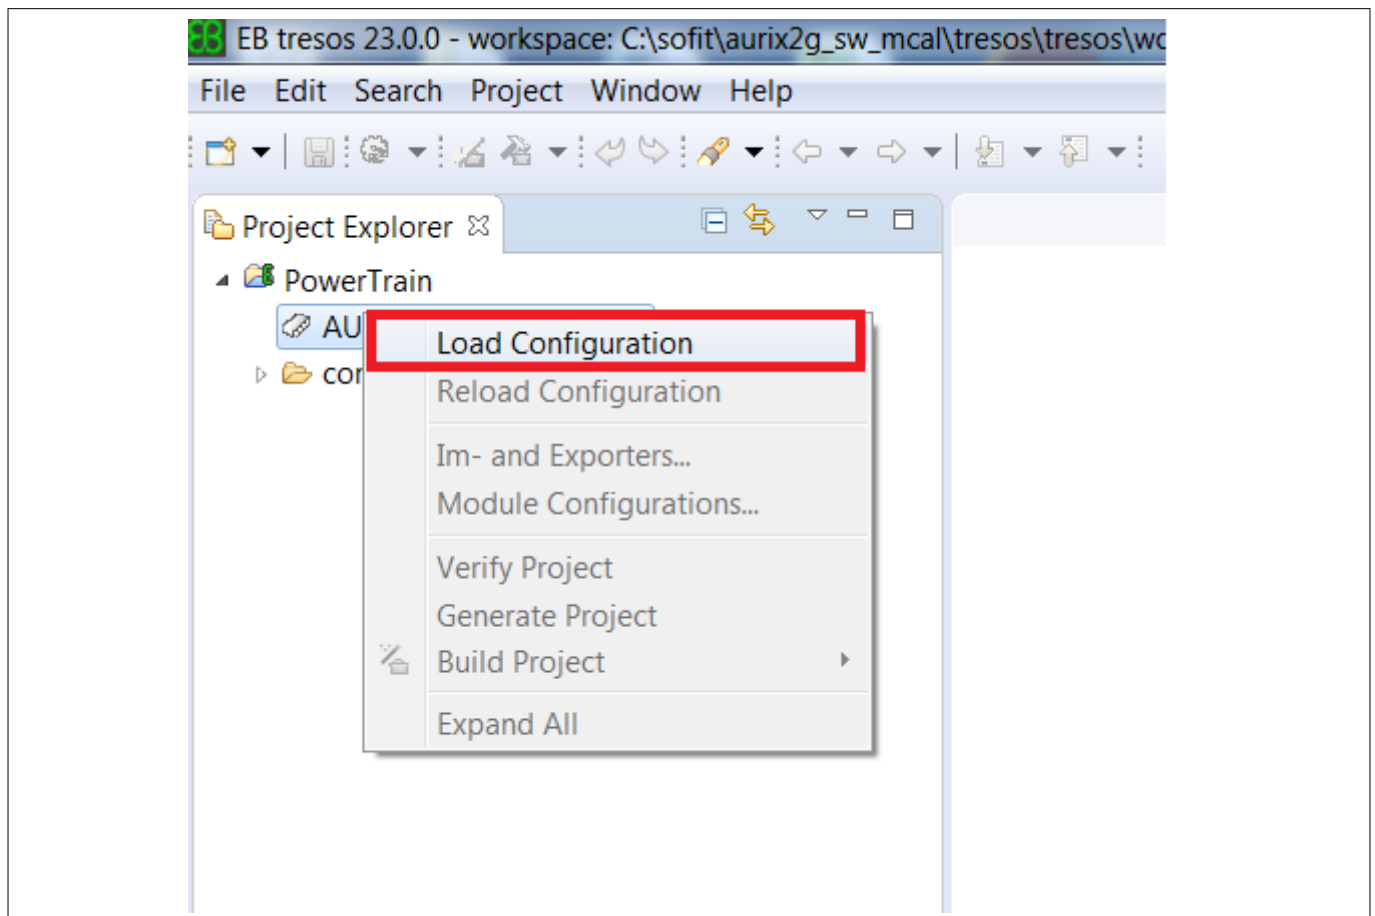 EB tresos 23.0.0 - workspace: C:\sofit\aurix2g_sw_mcal\tresos\tresos\wc
File Edit Search Project Window Help
Project Explorer
PowerTrain
AU
Load Configuration
cor
Reload Configuration
Im- and Exporters...
Module Configurations...
Verify Project
Generate Project
Build Project
Expand All